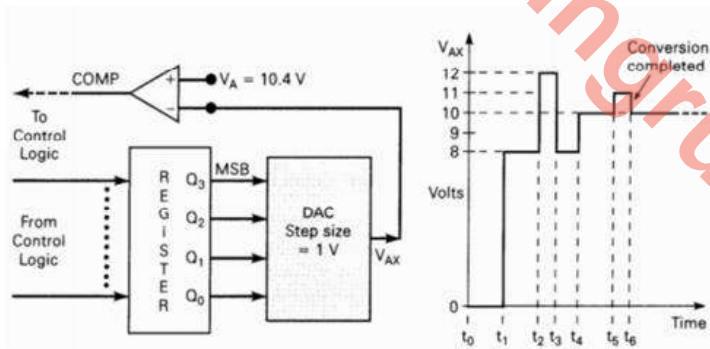 COMP
+
V_A = 10.4 V
−
To
Control
Logic
From
Control
Logic
REGiSTER
Q₃
MSB
Q₂
Q₁
Q₀
DAC
Step size
= 1 V
V_AX
V_AX
Conversion
completed
12
11
10
9
8
Volts
0
t₀ t₁ t₂ t₃ t₄ t₅ t₆
Time